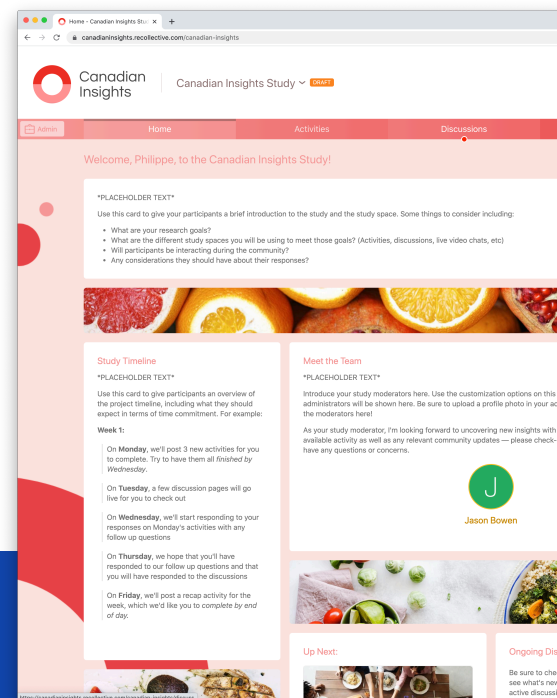 Home - Canadian Insights Stu
canadianinsights.recollective.com/canadian-insights
Canadian
Insights
Canadian Insights Study
DRAFT
Admin
Home
Activities
Discussions
Welcome, Philippe, to the Canadian Insights Study!
*PLACEHOLDER TEXT*
Use this card to give your participants a brief introduction to the study and the study space. Some things to consider including:
• What are your research goals?
• What are the different study spaces you will be using to meet those goals? (Activities, discussions, live video chats, etc)
• Will participants be interacting during the community?
• Any considerations they should have about their responses?
Study Timeline
*PLACEHOLDER TEXT*
Use this card to give participants an overview of
the project timeline, including what they should
expect in terms of time commitment. For example:
Week 1:
On Monday, we'll post 3 new activities for you
to complete. Try to have them all finished by
Wednesday.
On Tuesday, a few discussion pages will go
live for you to check out
On Wednesday, we'll start responding to your
responses on Monday's activities with any
follow up questions
On Thursday, we hope that you'll have
responded to our follow up questions and that
you will have responded to the discussions
On Friday, we'll post a recap activity for the
week, which we'd like you to complete by end
of day.
Meet the Team
*PLACEHOLDER TEXT*
Introduce your study moderators here. Use the customization options on this
administrators will be shown here. Be sure to upload a profile photo in your ac
the moderators here!
As your study moderator, I'm looking forward to uncovering new insights with
available activity as well as any relevant community updates — please check-
have any questions or concerns.
J
Jason Bowen
Up Next:
Ongoing Dis
Be sure to chec
see what's new
active discussi